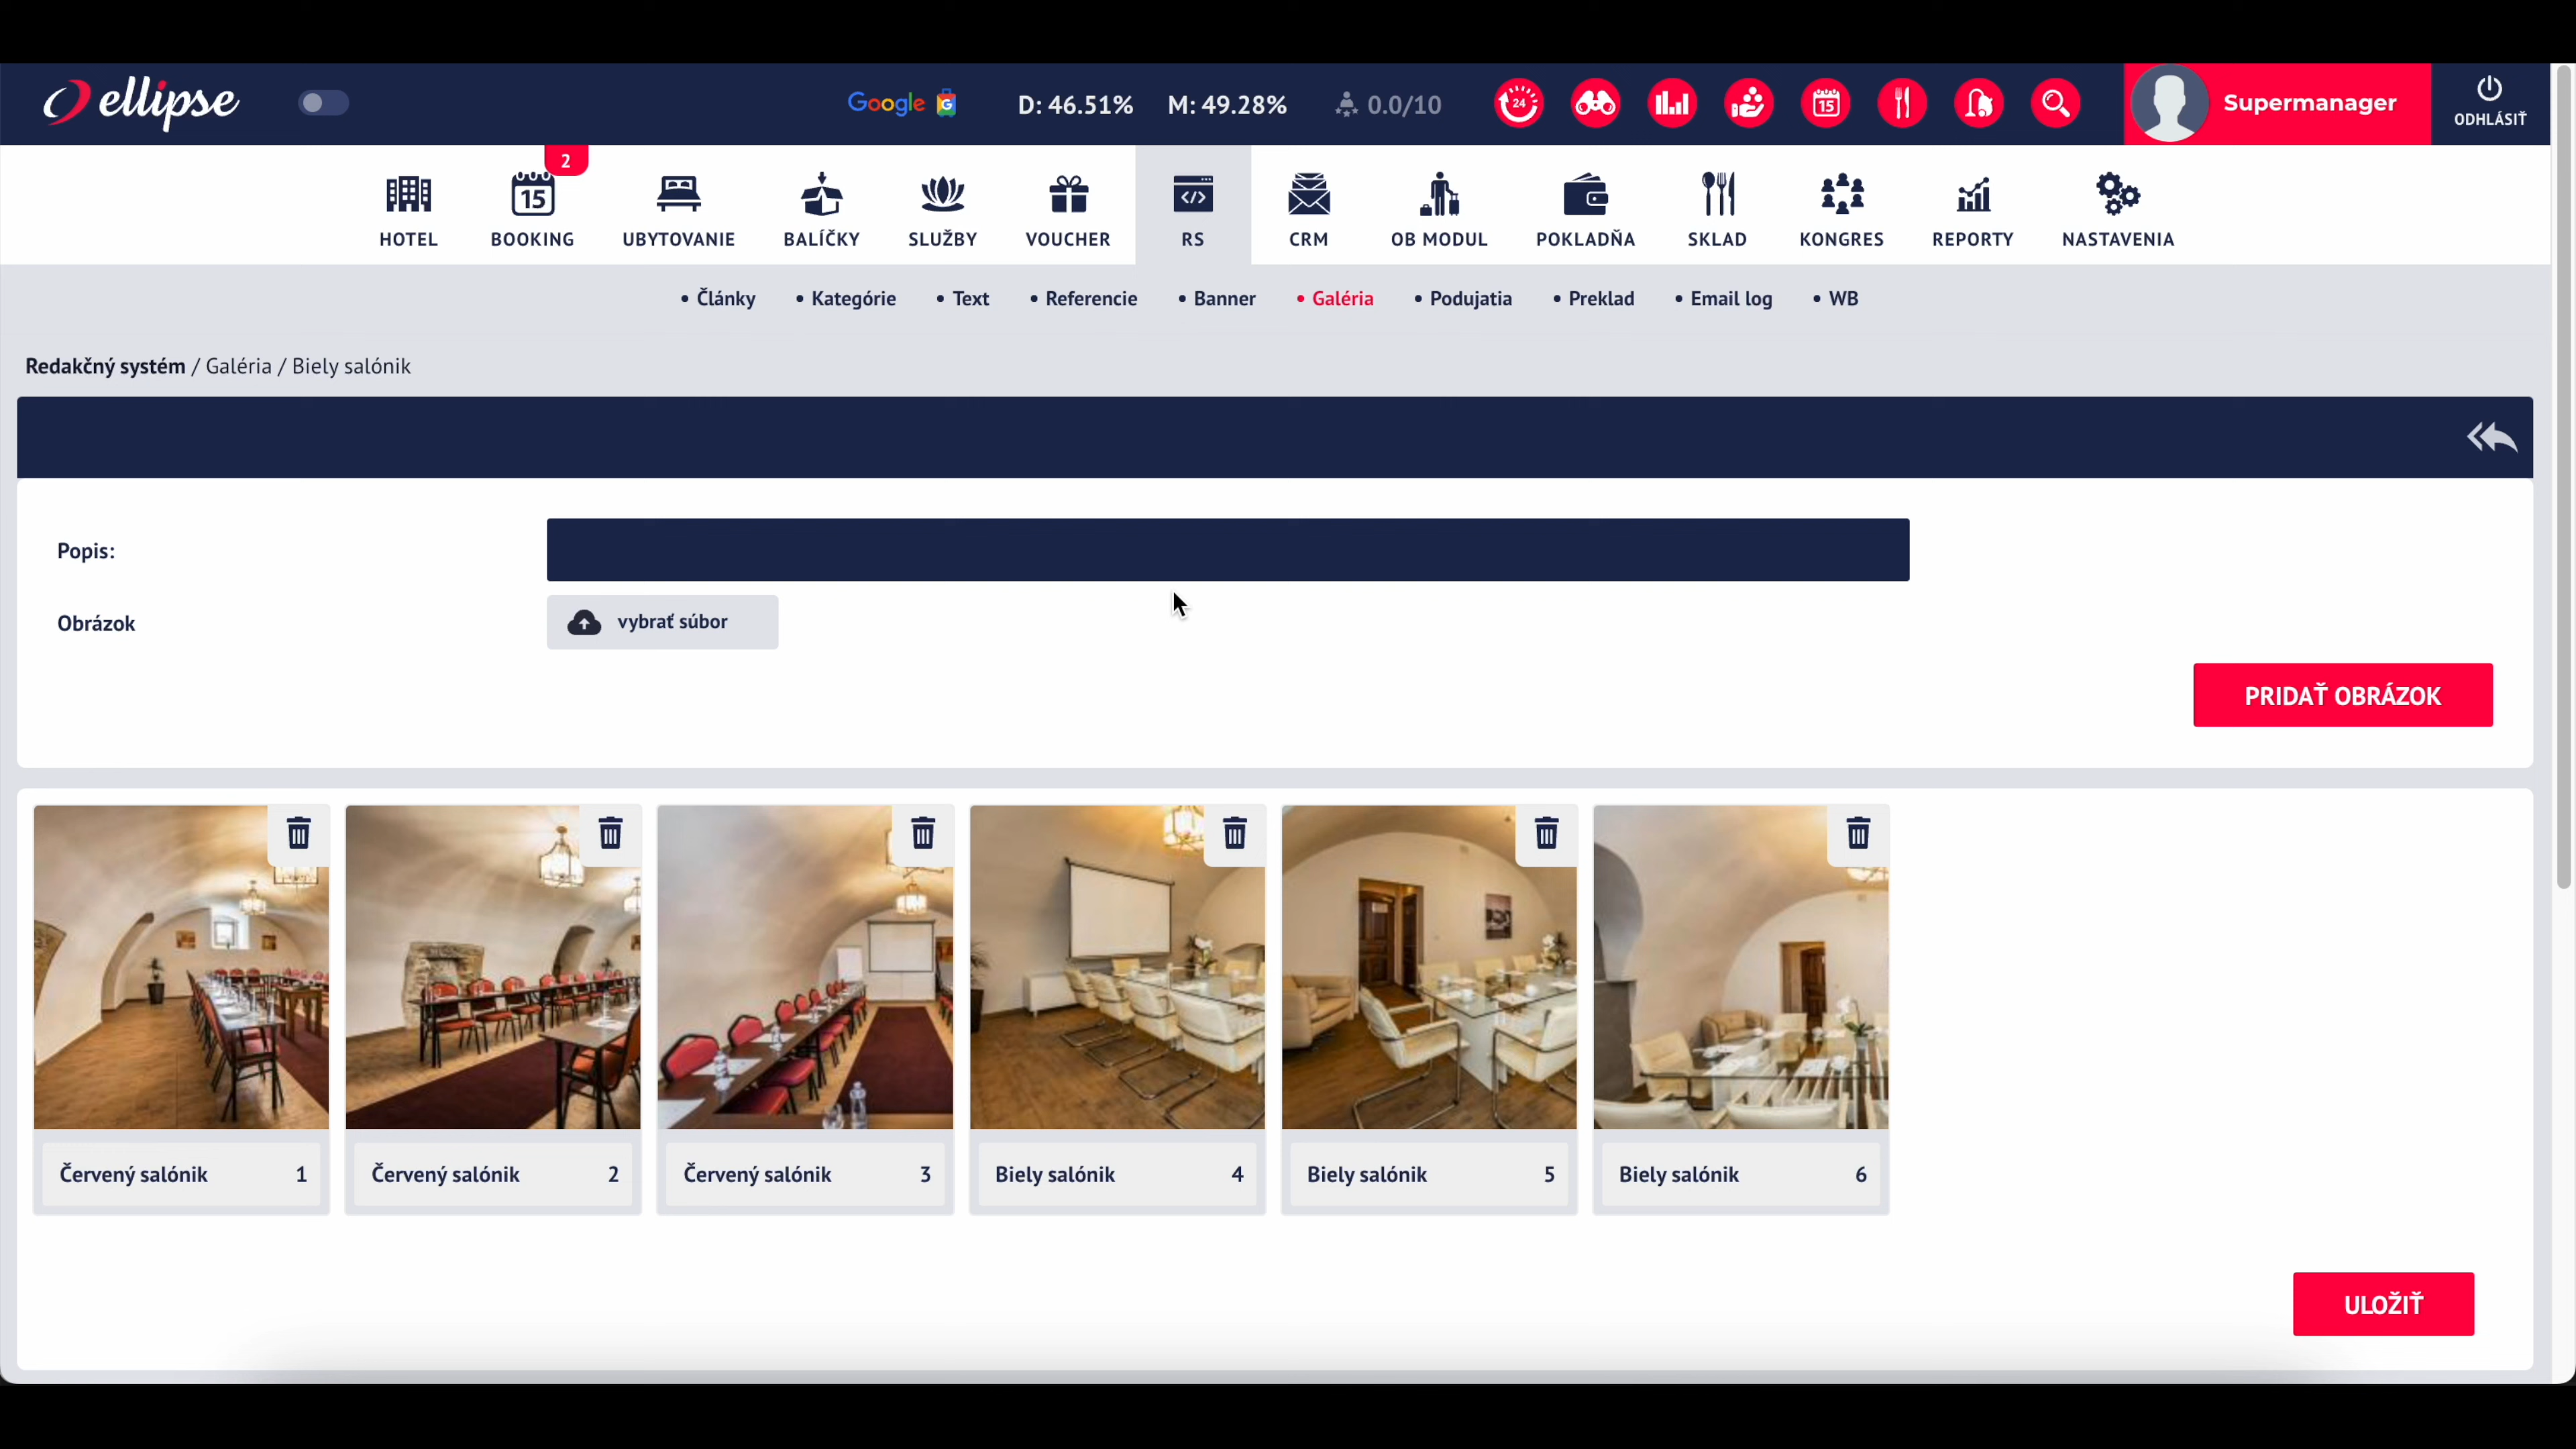 ellipse
Google G D: 46.51% M: 49.28% 0.0/10 24 15 Supermanager ODHLÁSIŤ
2
15
HOTEL BOOKING UBYTOVANIE BALÍČKY SLUŽBY VOUCHER </> RS CRM OB MODUL POKLADŇA SKLAD KONGRES REPORTY NASTAVENIA
• Články • Kategórie • Text • Referencie • Banner • Galéria • Podujatia • Preklad • Email log • WB
Redakčný systém / Galéria / Biely salónik
Popis:
Obrázok vybrať súbor
PRIDAŤ OBRÁZOK
Červený salónik 1 Červený salónik 2 Červený salónik 3 Biely salónik 4 Biely salónik 5 Biely salónik 6
ULOŽIŤ